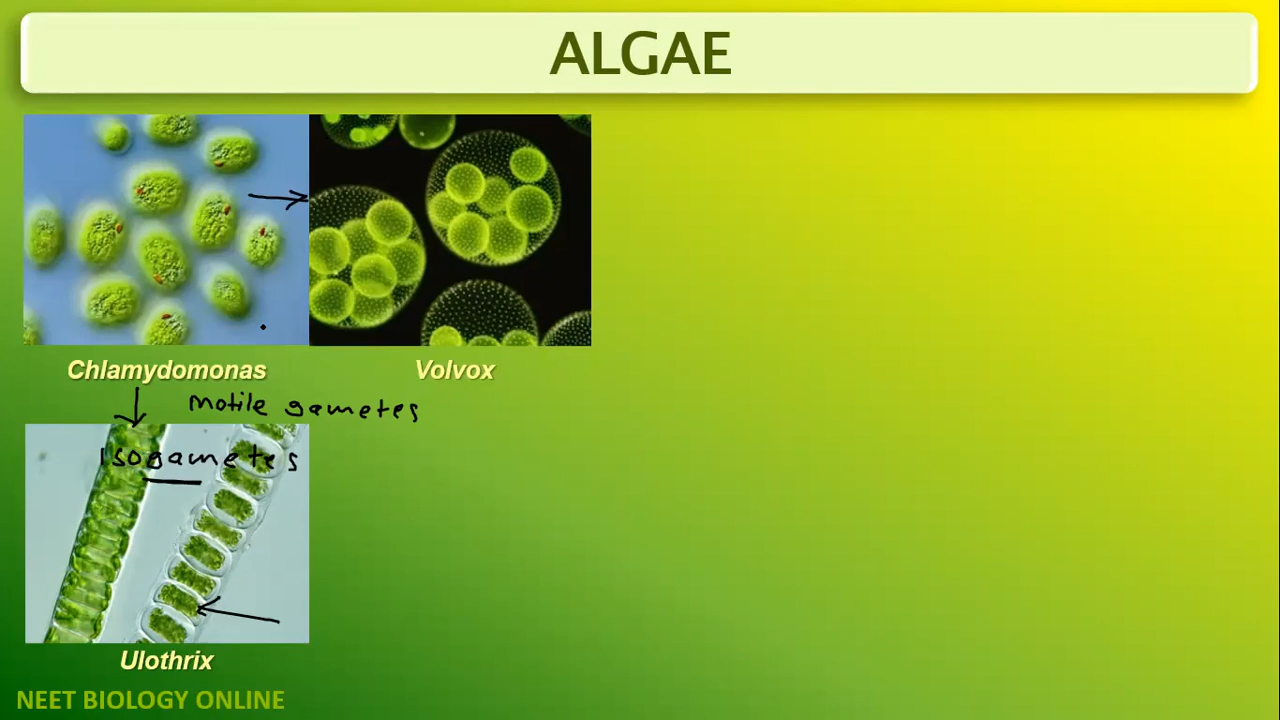 ALGAE
Chlamydomonas
Volvox
Motile gametes
Isogametes
Ulothrix
NEET BIOLOGY ONLINE